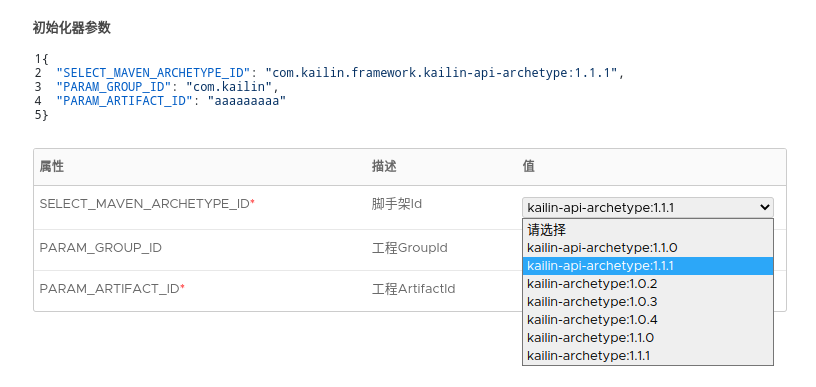 初始化器参数
1{
2  "SELECT_MAVEN_ARCHETYPE_ID": "com.kailin.framework.kailin-api-archetype:1.1.1",
3  "PARAM_GROUP_ID": "com.kailin",
4  "PARAM_ARTIFACT_ID": "aaaaaaaaa"
5}
属性 描述 值
SELECT_MAVEN_ARCHETYPE_ID* 脚手架Id kailin-api-archetype:1.1.1
请选择
PARAM_GROUP_ID 工程GroupId kailin-api-archetype:1.1.0
kailin-api-archetype:1.1.1
PARAM_ARTIFACT_ID* 工程ArtifactId kailin-archetype:1.0.2
kailin-archetype:1.0.3
kailin-archetype:1.0.4
kailin-archetype:1.1.0
kailin-archetype:1.1.1